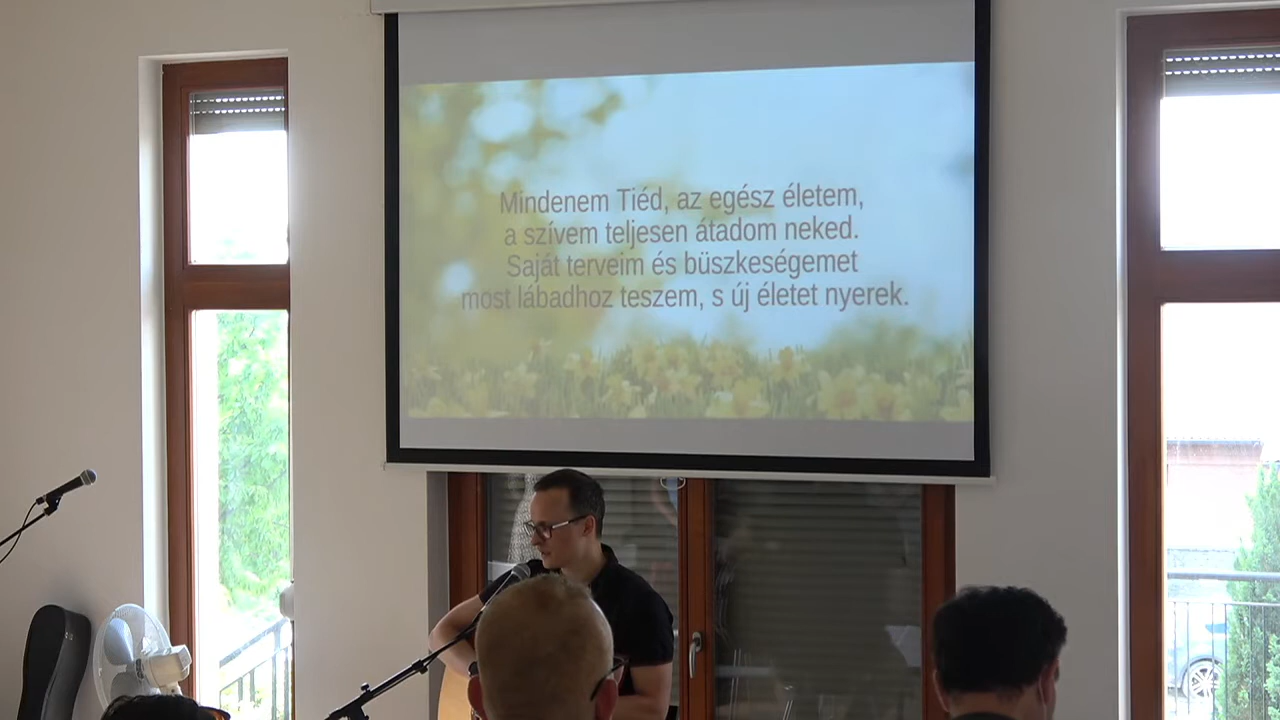 Mindenem Tiéd, az egész életem,
a szívem teljesen átadom neked.
Saját terveim és büszkeségemet
most lábadhoz teszem, s új életet nyerek.